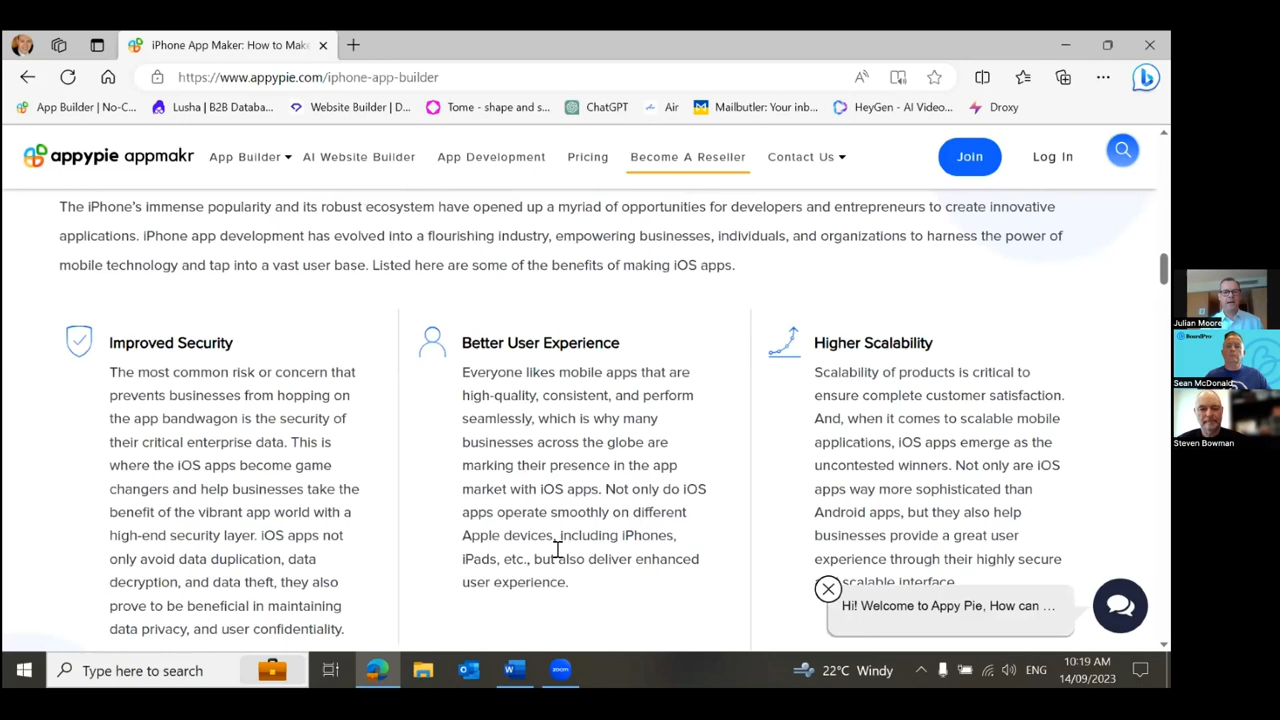 iPhone App Maker: How to Make
https://www.appypie.com/iphone-app-builder
App Builder | No-C...
Lusha | B2B Databa...
Website Builder | D...
Tome - shape and s...
ChatGPT
Air
Mailbutler: Your inb...
HeyGen - AI Video...
Droxy
appypie appmakr
App Builder
AI Website Builder
App Development
Pricing
Become A Reseller
Contact Us
Join
Log In
The iPhone's immense popularity and its robust ecosystem have opened up a myriad of opportunities for developers and entrepreneurs to create innovative
applications. iPhone app development has evolved into a flourishing industry, empowering businesses, individuals, and organizations to harness the power of
mobile technology and tap into a vast user base. Listed here are some of the benefits of making iOS apps.
Improved Security
The most common risk or concern that
prevents businesses from hopping on
the app bandwagon is the security of
their critical enterprise data. This is
where the iOS apps become game
changers and help businesses take the
benefit of the vibrant app world with a
high-end security layer. iOS apps not
only avoid data duplication, data
decryption, and data theft, they also
prove to be beneficial in maintaining
data privacy, and user confidentiality.
Better User Experience
Everyone likes mobile apps that are
high-quality, consistent, and perform
seamlessly, which is why many
businesses across the globe are
marking their presence in the app
market with iOS apps. Not only do iOS
apps operate smoothly on different
Apple devices, including iPhones,
iPads, etc., but also deliver enhanced
user experience.
Higher Scalability
Scalability of products is critical to
ensure complete customer satisfaction.
And, when it comes to scalable mobile
applications, iOS apps emerge as the
uncontested winners. Not only are iOS
apps way more sophisticated than
Android apps, but they also help
businesses provide a great user
experience through their highly secure
scalable interface.
Hi! Welcome to Appy Pie, How can ...
Julian Moore
BoardPro
Sean McDonald
Steven Bowman
Type here to search
22°C Windy
ENG
10:19 AM
14/09/2023